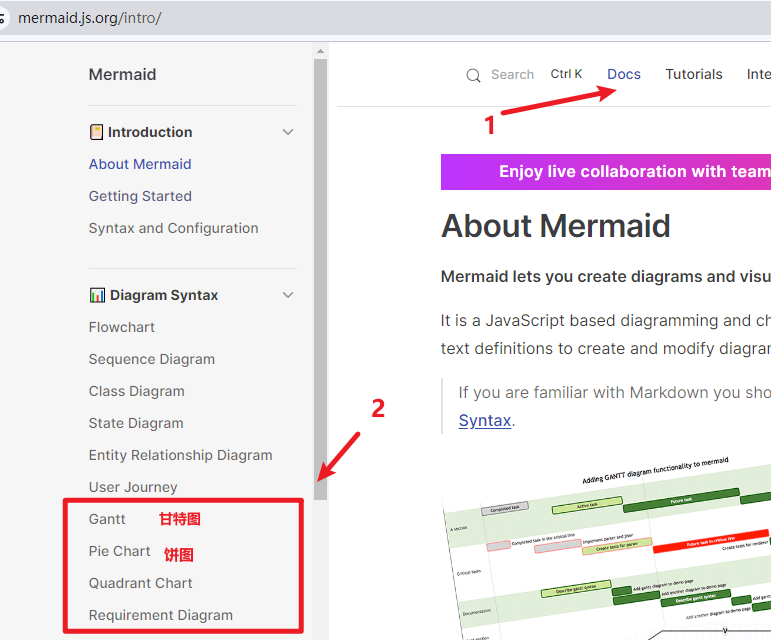 mermaid.js.org/intro/
Mermaid
Search Ctrl K Docs Tutorials Inte
1
Introduction
About Mermaid
Getting Started
Syntax and Configuration
Diagram Syntax
Flowchart
Sequence Diagram
Class Diagram
State Diagram
Entity Relationship Diagram
User Journey
2
Gantt 甘特图
Pie Chart 饼图
Quadrant Chart
Requirement Diagram
Enjoy live collaboration with team
About Mermaid
Mermaid lets you create diagrams and visu
It is a JavaScript based diagramming and ch
text definitions to create and modify diagran
If you are familiar with Markdown you sho
Syntax.
Adding GANTT diagram functionality to mermaid
A section
Completed task
Active task
Future task
Critical tasks
Completed task in the critical line
Implement parser and jison
Create tests for parser
Future task in critical line
Create tests for renderer
Documentation
Describe gantt syntax
Add gantt diagram to demo page
Add another diagram to demo page
Describe gantt syntax
Add another diagram to demo page